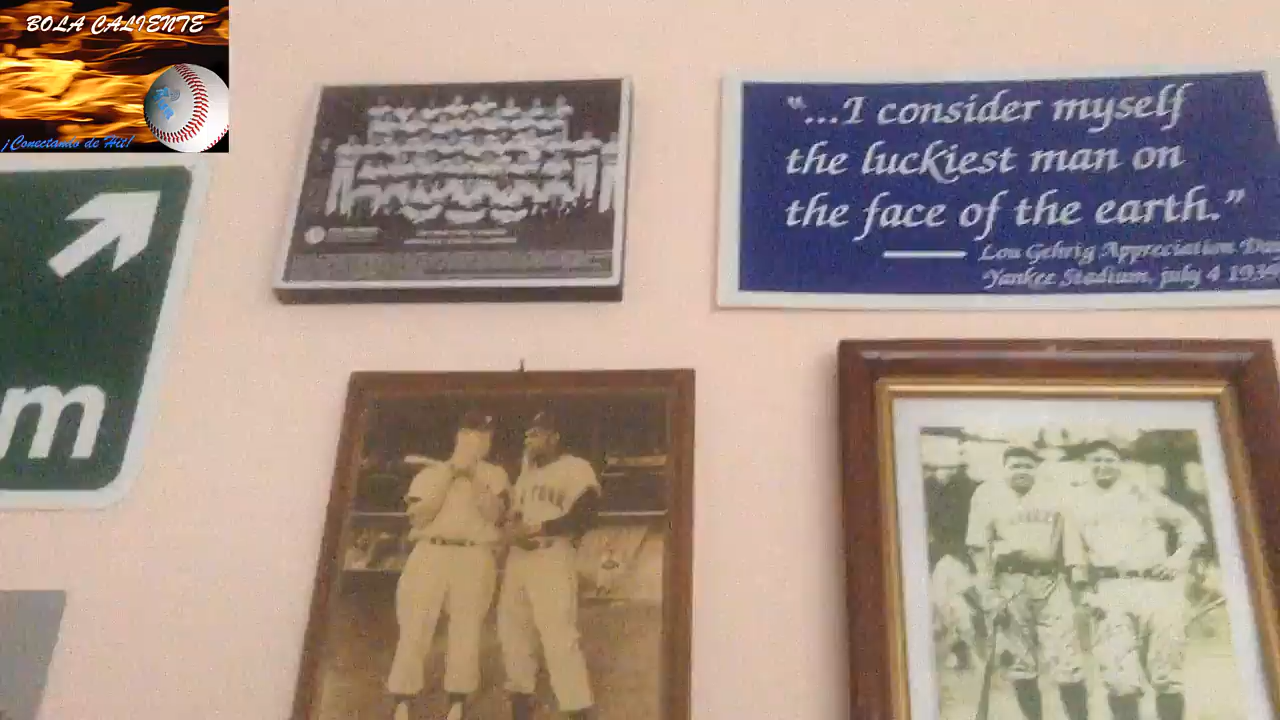 BOLA CALIENTE
¡Conectando de Hit!
"...I consider myself
the luckiest man on
the face of the earth."
Lou Gehrig Appreciation Day
Yankee Stadium, july 4 1939
m
YORK